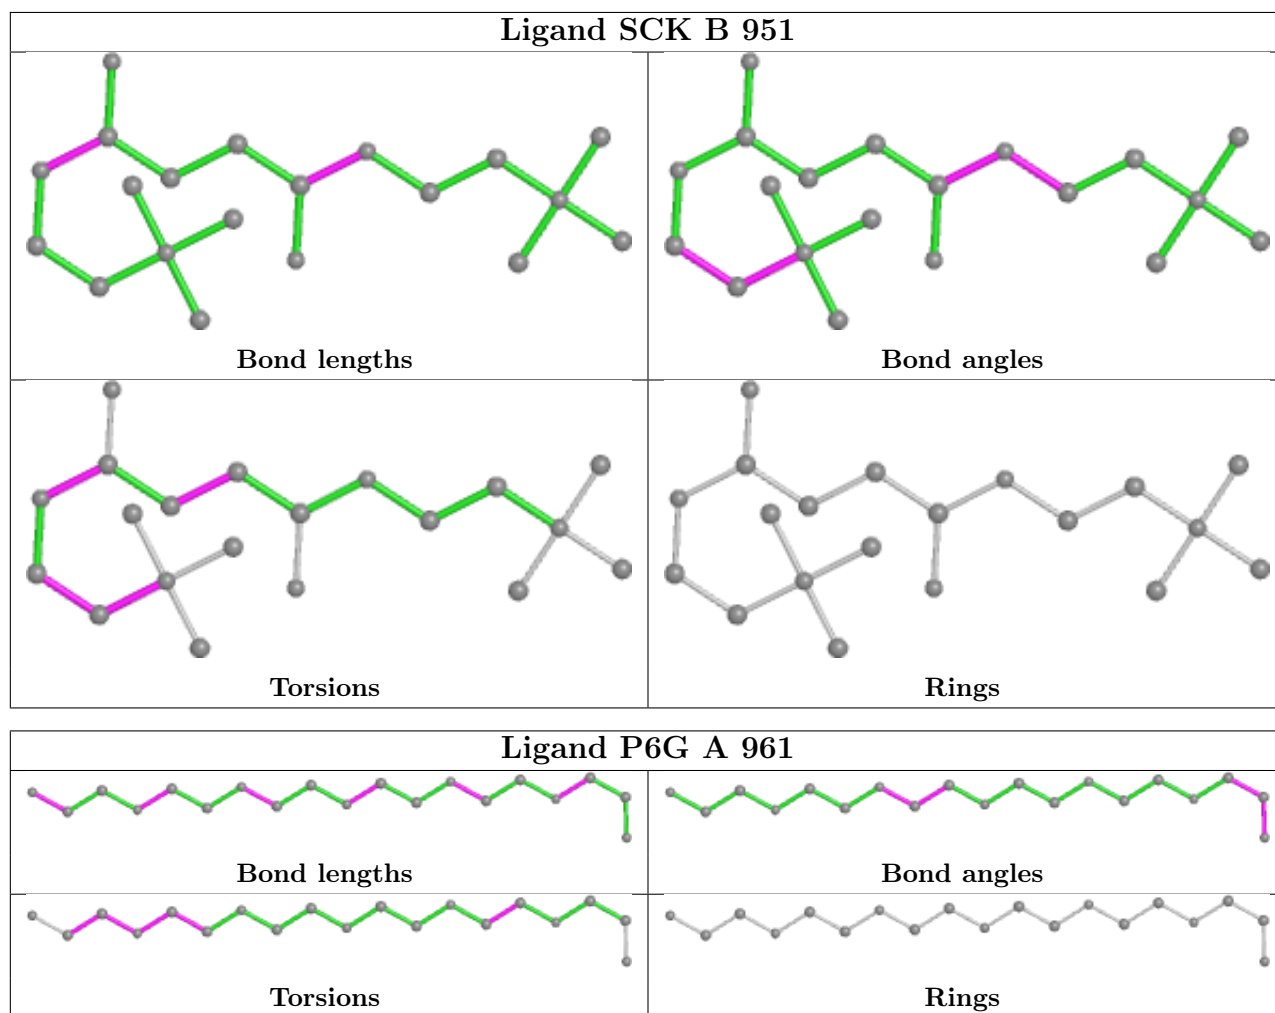 Ligand SCK B 951
Bond lengths
Bond angles
Torsions
Rings
Ligand P6G A 961
Bond lengths
Bond angles
Torsions
Rings